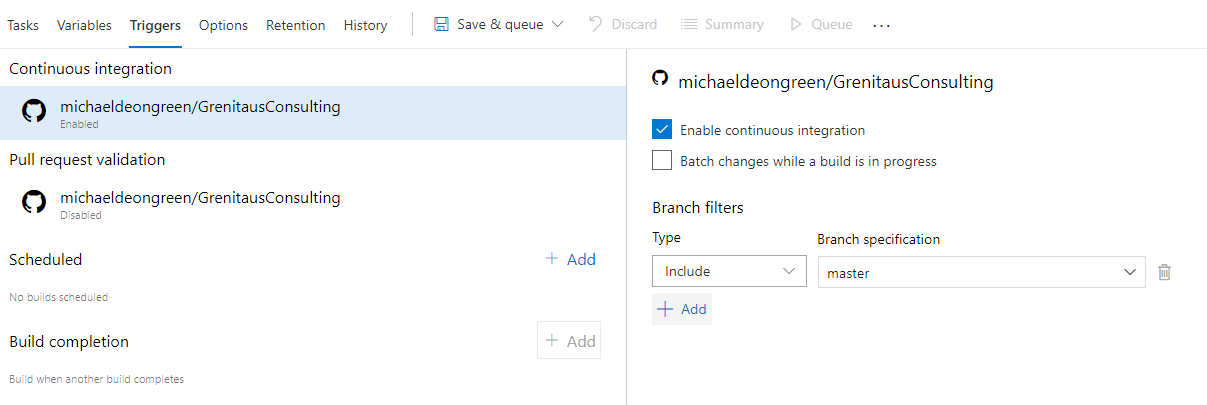 Tasks Variables Triggers Options Retention History Save & queue Discard Summary Queue ...
Continuous integration
michaeldeongreen/GrenitausConsulting
Enabled
Pull request validation
michaeldeongreen/GrenitausConsulting
Disabled
Scheduled + Add
No builds scheduled
Build completion + Add
Build when another build completes
michaeldeongreen/GrenitausConsulting
Enable continuous integration
Batch changes while a build is in progress
Branch filters
Type Branch specification
Include master
+ Add